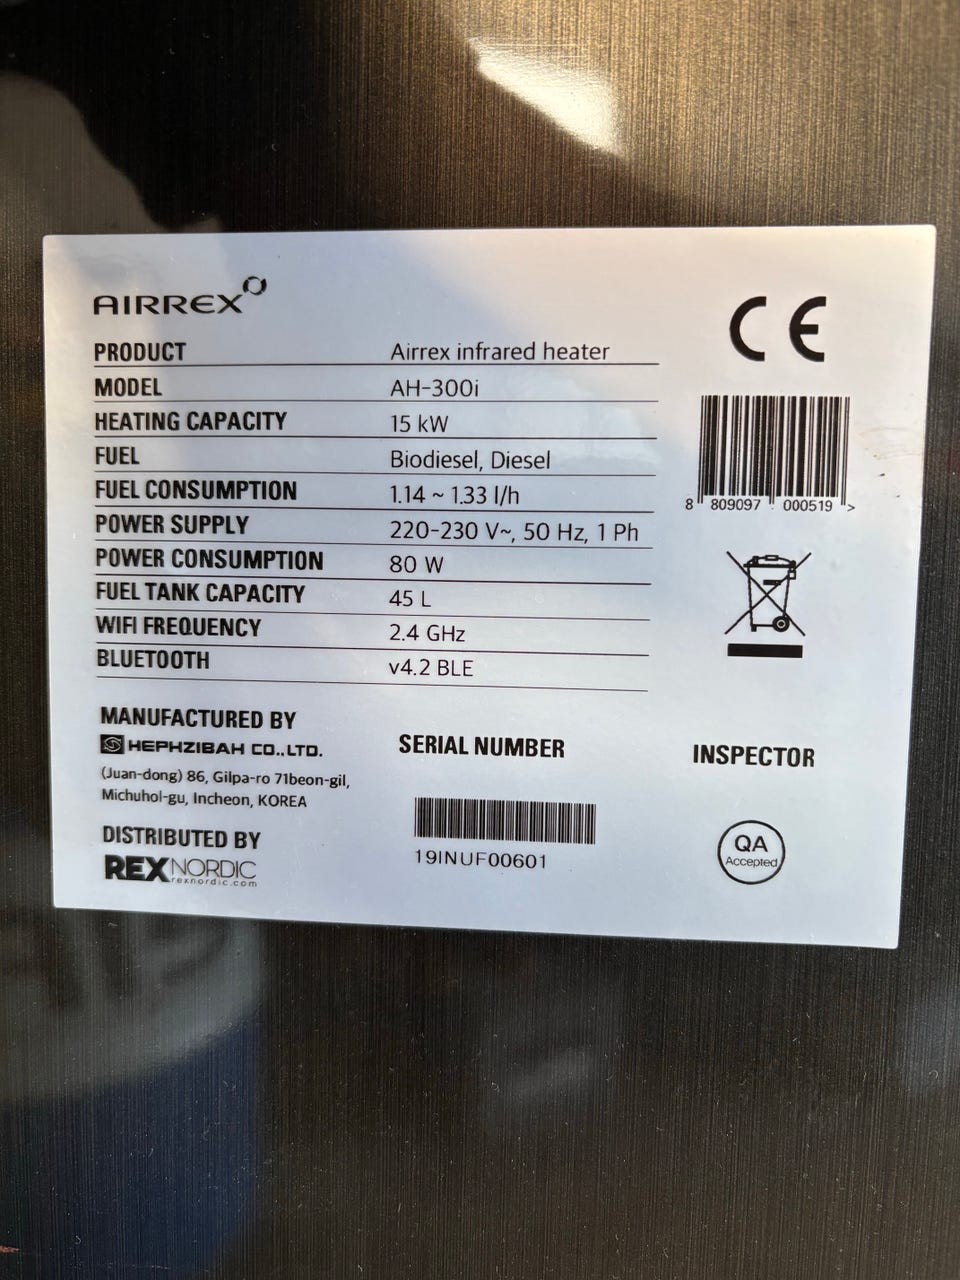 AIRREX
CE
PRODUCT Airrex infrared heater
MODEL AH-300i
HEATING CAPACITY 15 kW
FUEL Biodiesel, Diesel
FUEL CONSUMPTION 1.14 ~ 1.33 l/h
POWER SUPPLY 220-230 V~, 50 Hz, 1 Ph
POWER CONSUMPTION 80 W
FUEL TANK CAPACITY 45 L
WIFI FREQUENCY 2.4 GHz
BLUETOOTH v4.2 BLE
8 809097 000519 >
MANUFACTURED BY
HEPHZIBAH CO.,LTD.
(Juan-dong) 86, Gilpa-ro 71beon-gil,
Michuhol-gu, Incheon, KOREA
DISTRIBUTED BY
REXNORDIC
rexnordic.com
SERIAL NUMBER
19INUF00601
INSPECTOR
QA
Accepted